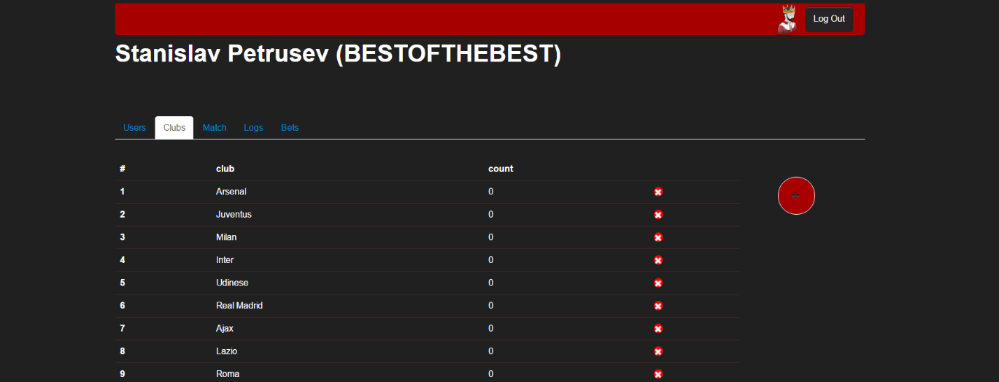 Log Out
Stanislav Petrusev (BESTOFTHEBEST)
Users Clubs Match Logs Bets
# club count
1 Arsenal 0
2 Juventus 0
3 Milan 0
4 Inter 0
5 Udinese 0
6 Real Madrid 0
7 Ajax 0
8 Lazio 0
9 Roma 0